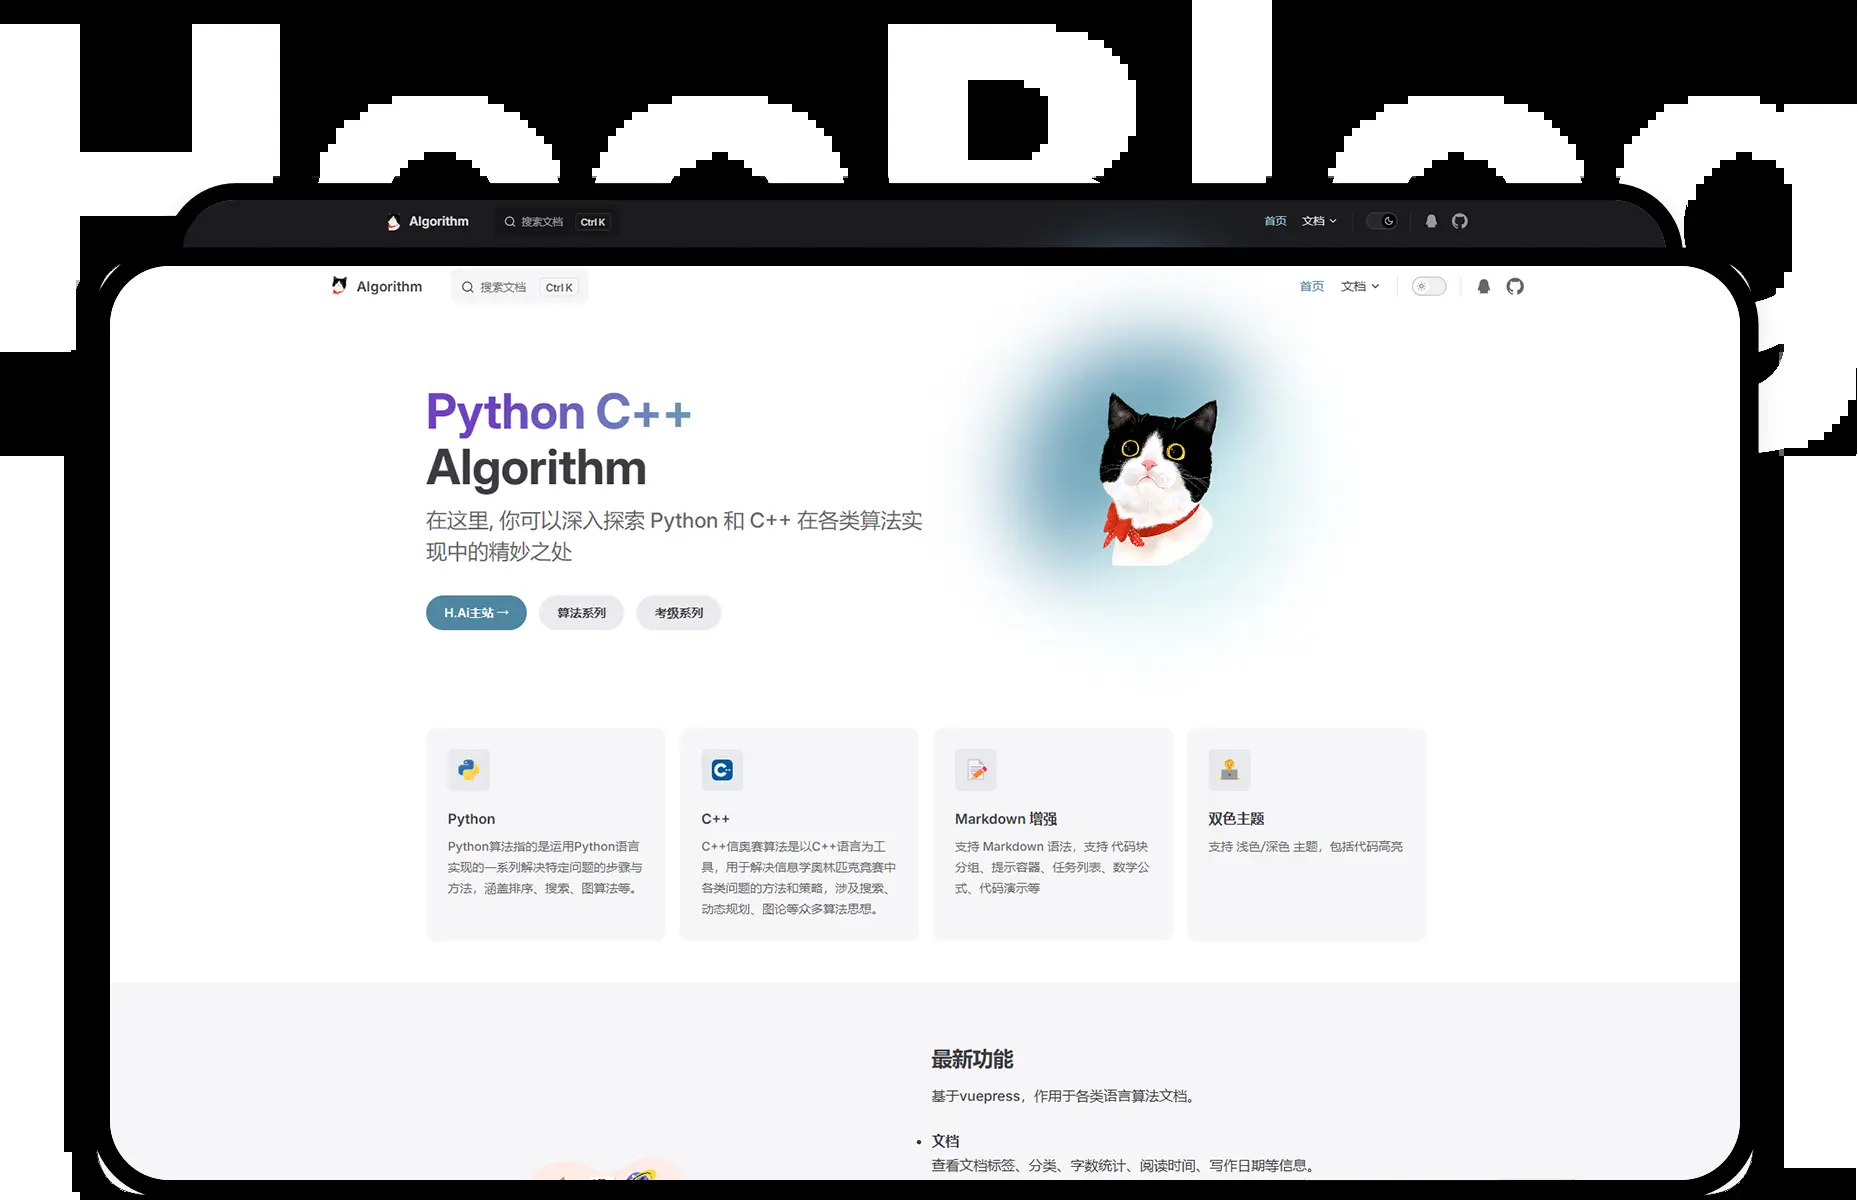 HeoBlog
Algorithm
搜索文档
Ctrl K
首页
文档
Algorithm
搜索文档
Ctrl K
首页
文档
Python C++
Algorithm
在这里, 你可以深入探索 Python 和 C++ 在各类算法实
现中的精妙之处
H.Ai主站 →
算法系列
考级系列
Python
Python算法指的是运用Python语言
实现的一系列解决特定问题的步骤与
方法，涵盖排序、搜索、图算法等。
C++
C++信奥赛算法是以C++语言为工
具，用于解决信息学奥林匹克竞赛中
各类问题的方法和策略，涉及搜索、
动态规划、图论等众多算法思想。
Markdown 增强
支持 Markdown 语法，支持 代码块
分组、提示容器、任务列表、数学公
式、代码演示等
双色主题
支持 浅色/深色 主题，包括代码高亮
最新功能
基于vuepress，作用于各类语言算法文档。
• 文档
查看文档标签、分类、字数统计、阅读时间、写作日期等信息。